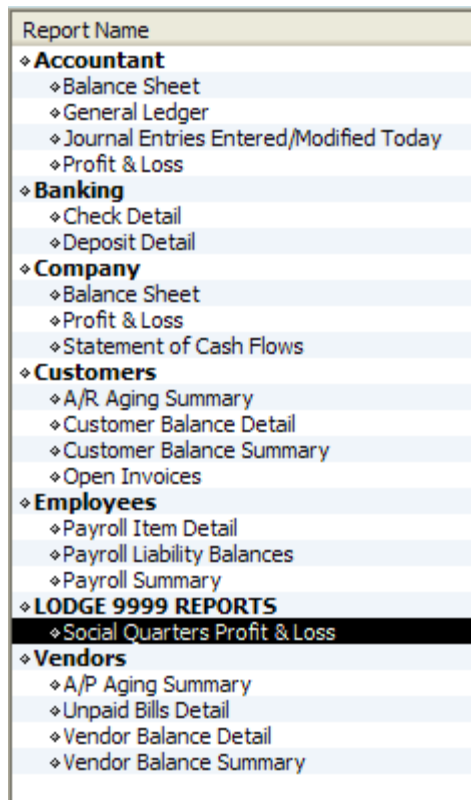 Report Name
Accountant
Balance Sheet
General Ledger
Journal Entries Entered/Modified Today
Profit & Loss
Banking
Check Detail
Deposit Detail
Company
Balance Sheet
Profit & Loss
Statement of Cash Flows
Customers
A/R Aging Summary
Customer Balance Detail
Customer Balance Summary
Open Invoices
Employees
Payroll Item Detail
Payroll Liability Balances
Payroll Summary
LODGE 9999 REPORTS
Social Quarters Profit & Loss
Vendors
A/P Aging Summary
Unpaid Bills Detail
Vendor Balance Detail
Vendor Balance Summary